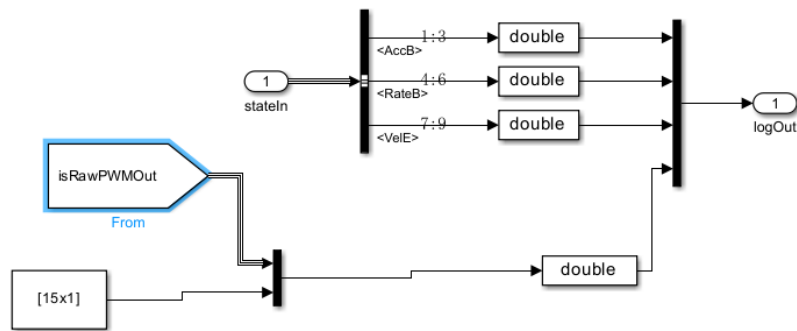 1:3
double
<AccB>
1
stateIn
4:6
double
<RateB>
7:9
double
<VelE>
1
logOut
isRawPWMOut
From
double
[15x1]